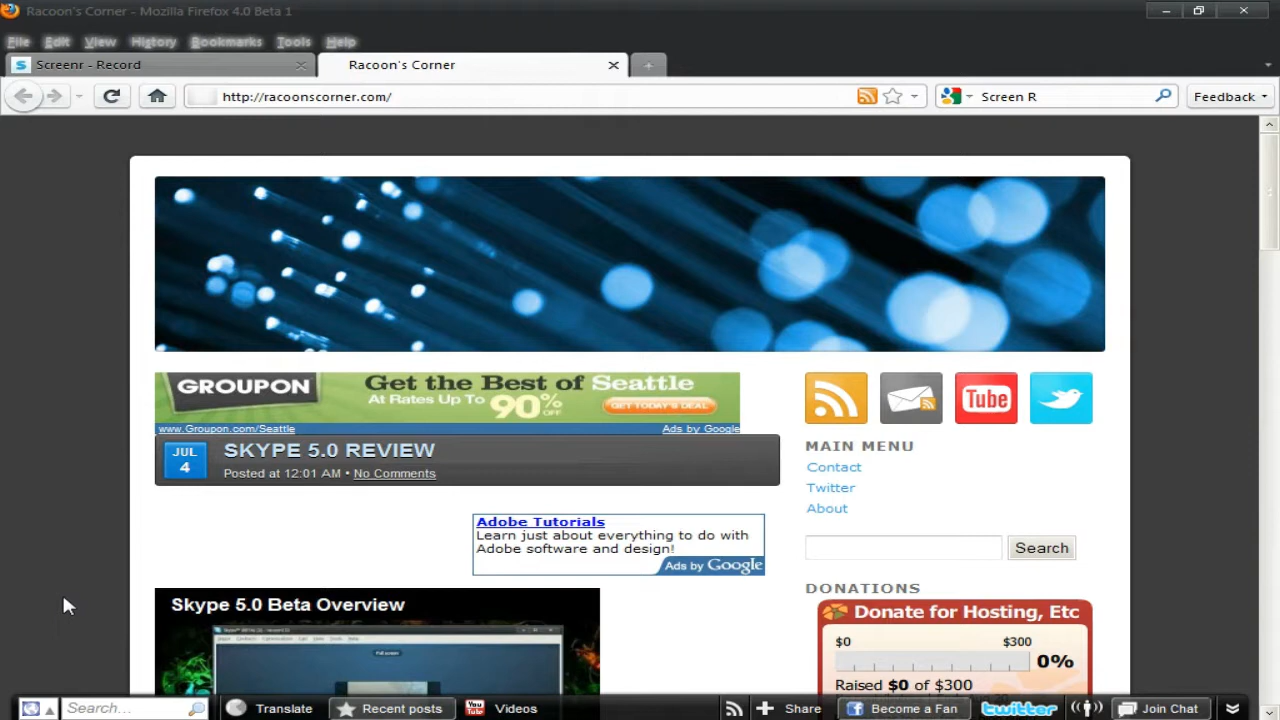 Racoon's Corner - Mozilla Firefox 4.0 Beta 1
File Edit View History Bookmarks Tools Help
Screenr - Record
Racoon's Corner
http://racoonscorner.com/
Screen R
Feedback
GROUPON
Get the Best of Seattle
At Rates Up To 90% OFF
GET TODAY'S DEAL
www.Groupon.com/Seattle
Ads by Google
JUL
4
SKYPE 5.0 REVIEW
Posted at 12:01 AM • No Comments
Adobe Tutorials
Learn just about everything to do with
Adobe software and design!
Ads by Google
Skype 5.0 Beta Overview
Tube
MAIN MENU
Contact
Twitter
About
Search
DONATIONS
Donate for Hosting, Etc
$0 $300
0%
Raised $0 of $300
Search...
Translate
Recent posts
You Tube
Videos
Share
Become a Fan
twitter
Join Chat